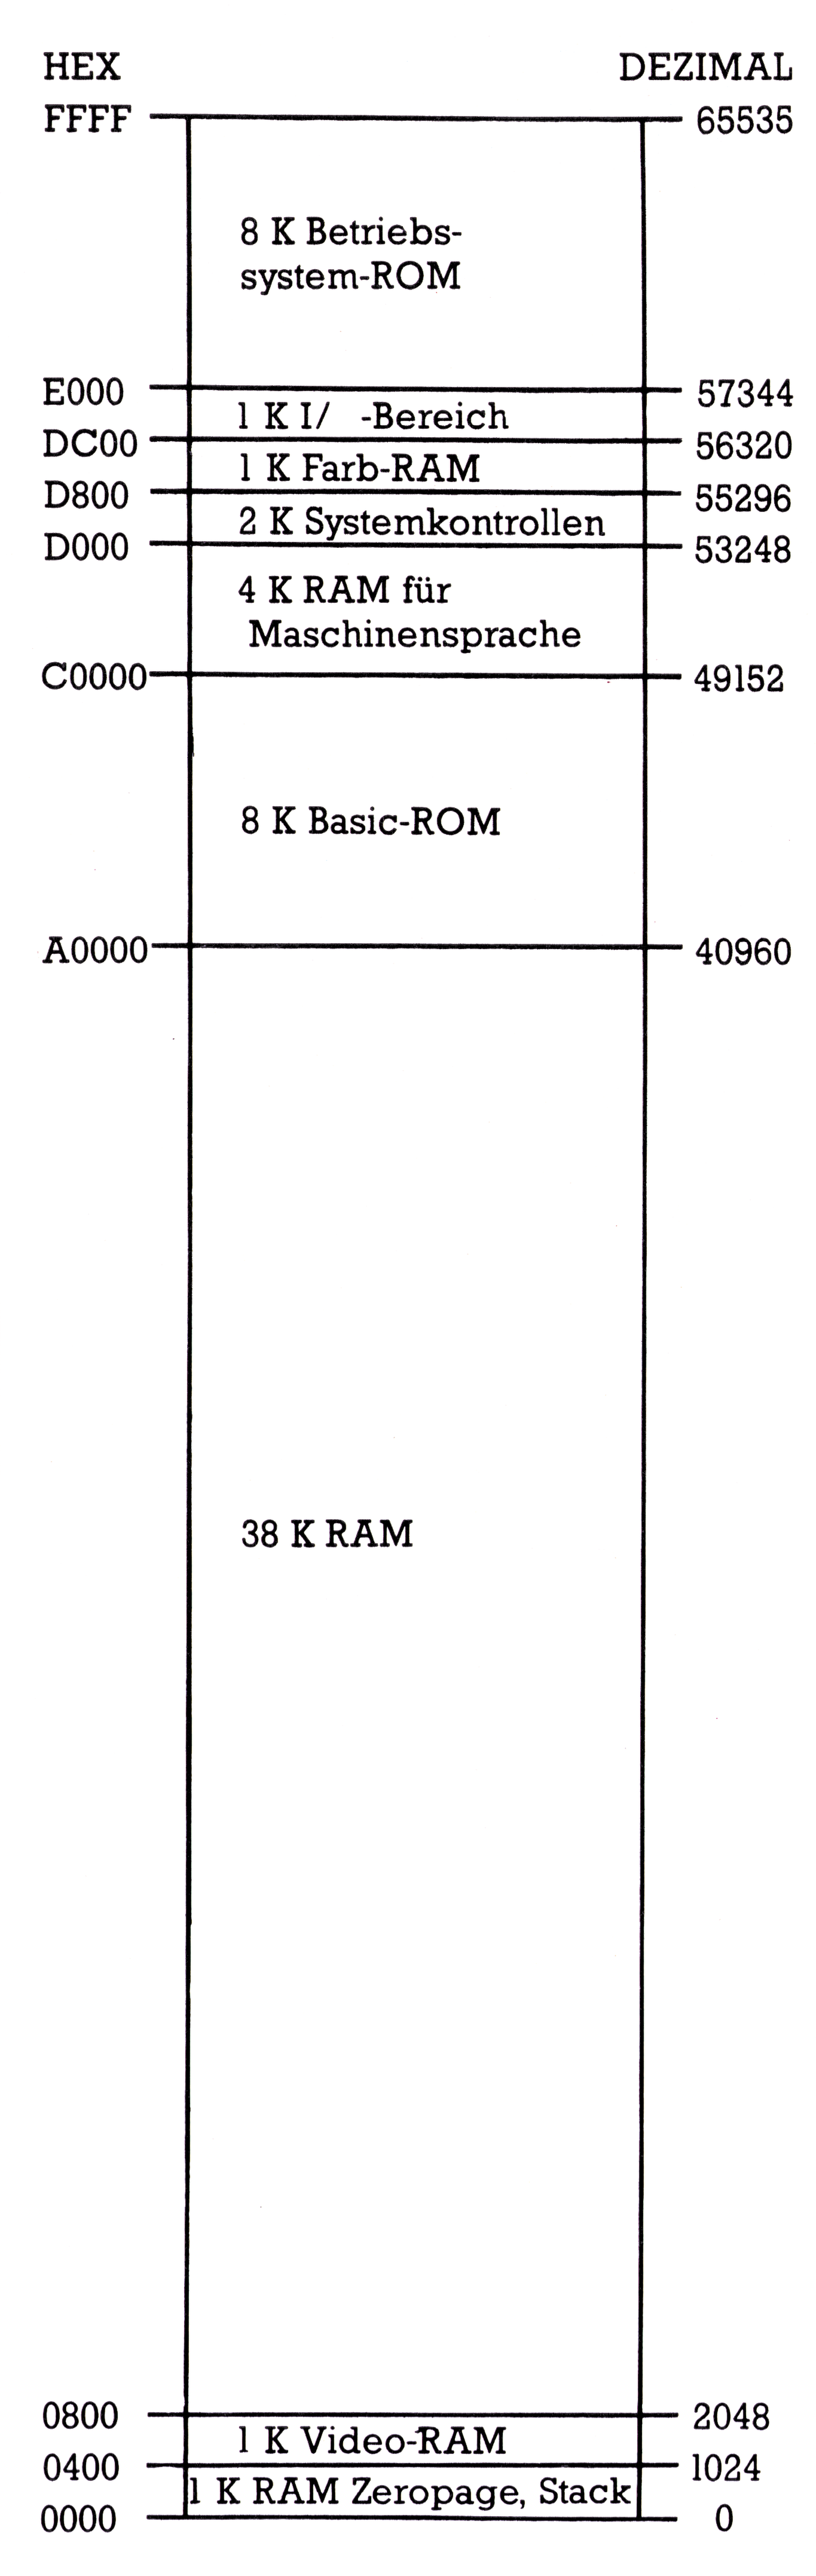 HEX DEZIMAL
FFFF 65535
8 K Betriebs-
system-ROM
E000 57344
1 K I/ -Bereich
DC00 56320
1 K Farb-RAM
D800 55296
2 K Systemkontrollen
D000 53248
4 K RAM für
Maschinensprache
C0000 49152
8 K Basic-ROM
A0000 40960
38 K RAM
0800 2048
1 K Video-RAM
0400 1024
1 K RAM Zeropage, Stack
0000 0